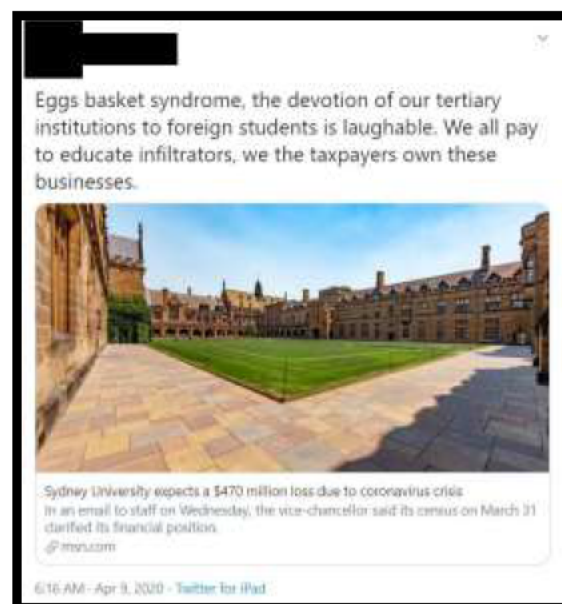 Eggs basket syndrome, the devotion of our tertiary
institutions to foreign students is laughable. We all pay
to educate infiltrators, we the taxpayers own these
businesses.
Sydney University expects a $470 million loss due to coronavirus crisis
In an email to staff on Wednesday, the vice-chancellor said its census on March 31
clarified its financial position.
msn.com
6:16 AM - Apr 9, 2020 - Twitter for iPad